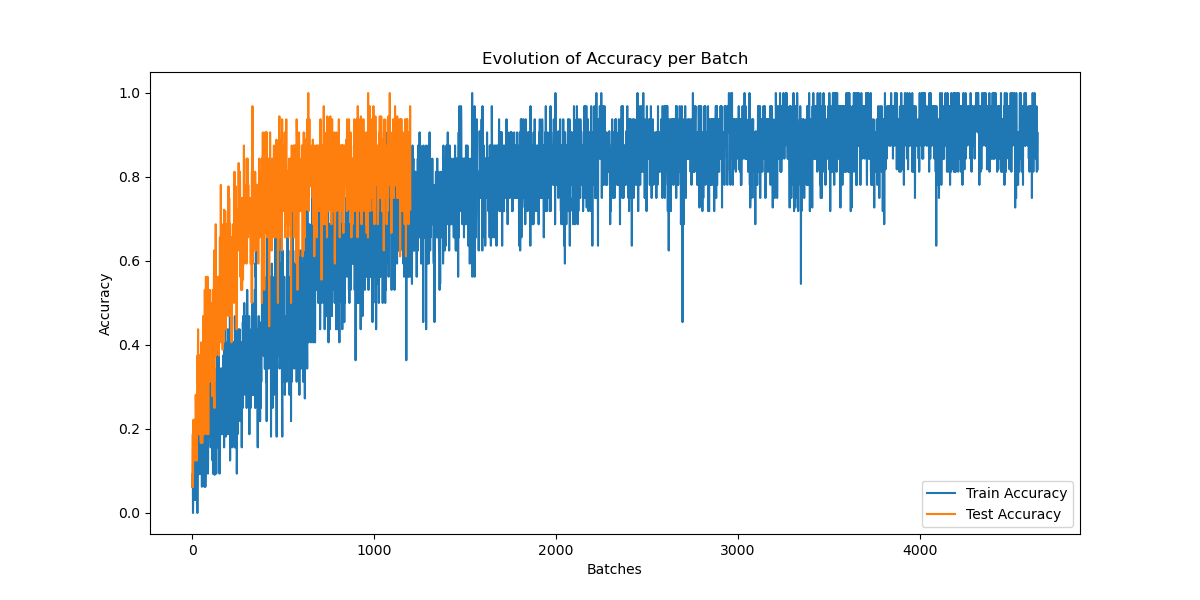 Evolution of Accuracy per Batch
1.0
0.8
0.6
0.4
0.2
0.0
Accuracy
0 1000 2000 3000 4000
Batches
Train Accuracy
Test Accuracy